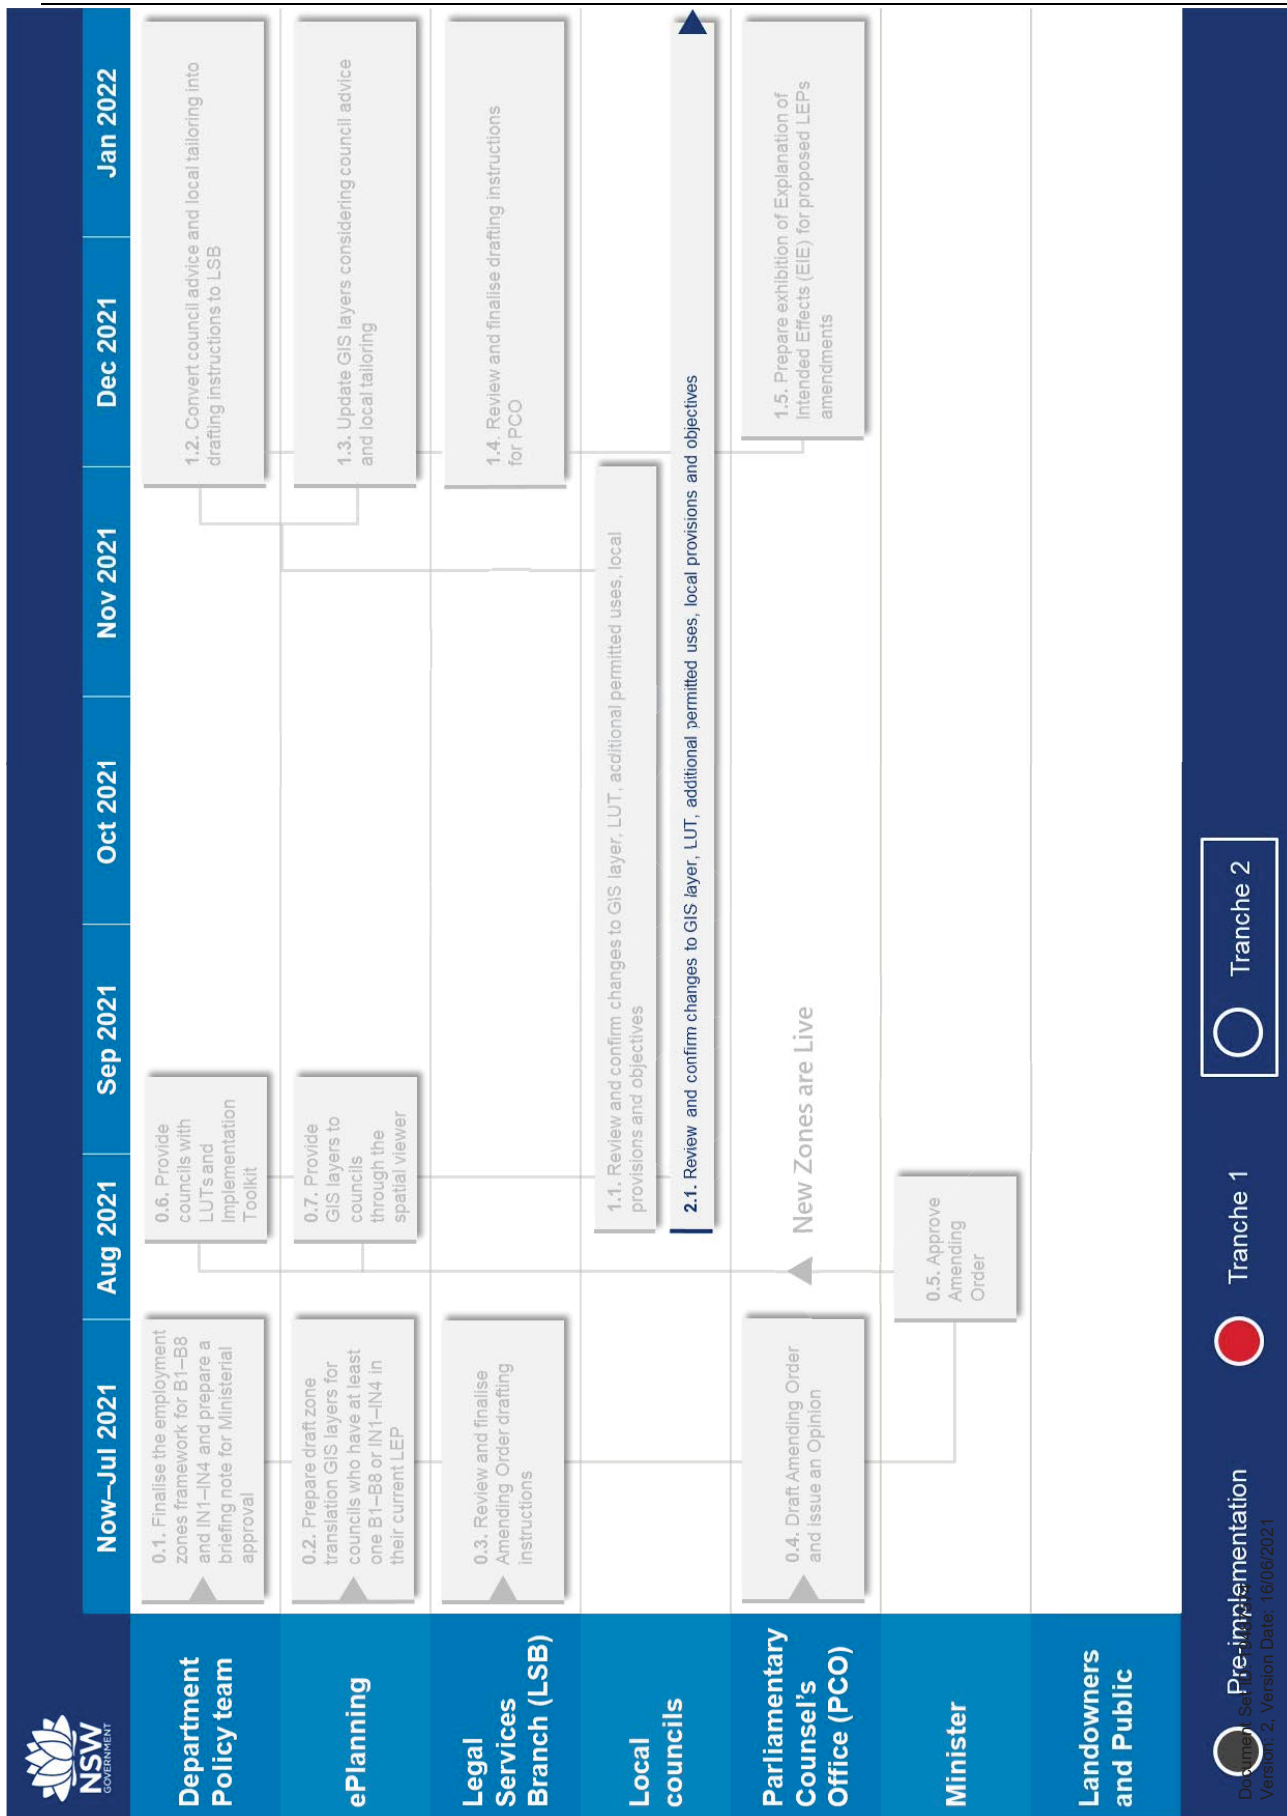 NSW
GOVERNMENT
Now–Jul 2021
Aug 2021
Sep 2021
Oct 2021
Nov 2021
Dec 2021
Jan 2022
Department
Policy team
0.1. Finalise the employment
zones framework for B1–B8
and IN1–IN4 and prepare a
briefing note for Ministerial
approval
0.6. Provide
councils with
LUTs and
Implementation
Toolkit
1.2. Convert council advice and local tailoring into
drafting instructions to LSB
ePlanning
0.2. Prepare draft zone
translation GIS layers for
councils who have at least
one B1–B8 or IN1–IN4 in
their current LEP
0.7. Provide
GIS layers to
councils
through the
spatial viewer
1.3. Update GIS layers considering council advice
and local tailoring
Legal
Services
Branch (LSB)
0.3. Review and finalise
Amending Order drafting
instructions
1.4. Review and finalise drafting instructions
for PCO
Local
councils
1.1. Review and confirm changes to GIS layer, LUT, additional permitted uses, local
provisions and objectives
2.1. Review and confirm changes to GIS layer, LUT, additional permitted uses, local provisions and objectives
Parliamentary
Counsel's
Office (PCO)
0.4. Draft Amending Order
and issue an Opinion
New Zones are Live
1.5. Prepare exhibition of Explanation of
Intended Effects (EIE) for proposed LEPs
amendments
Minister
0.5. Approve
Amending
Order
Landowners
and Public
Pre-implementation
Tranche 1
Tranche 2
Document Set ID:
Version: 2, Version Date: 16/06/2021